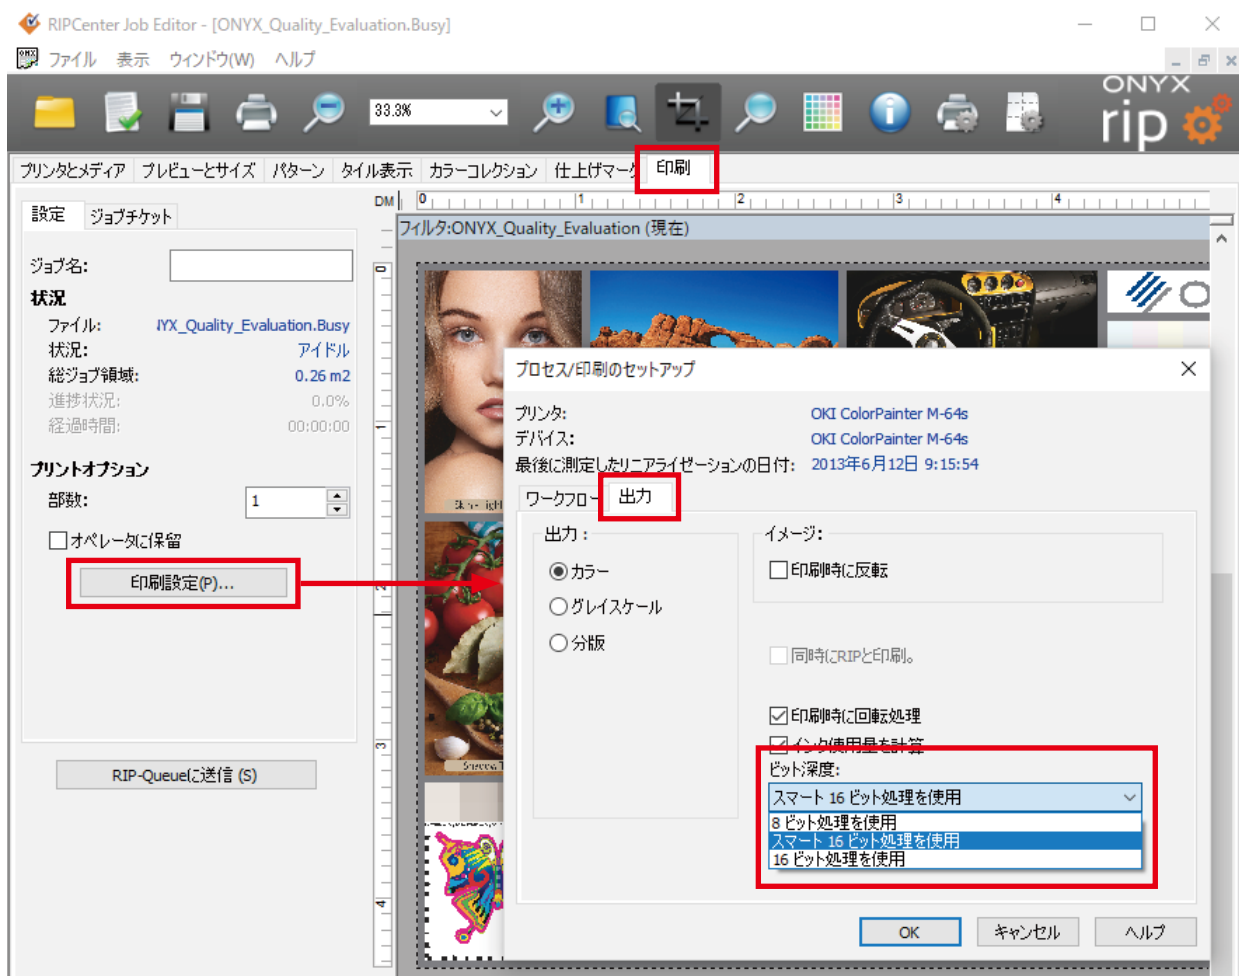 RIPCenter Job Editor - [ONYX_Quality_Evaluation.Busy]
ファイル 表示 ウィンドウ(W) ヘルプ
33.3%
ONYX
rip
プリンタとメディア プレビューとサイズ パターン タイル表示 カラーコレクション 仕上げマーク 印刷
設定 ジョブチケット
DM 0 1 2 3 4
フィルタ:ONYX_Quality_Evaluation (現在)
ジョブ名:
状況
ファイル: IYX_Quality_Evaluation.Busy
状況: アイドル
総ジョブ領域: 0.26 m2
進捗状況: 0.0%
経過時間: 00:00:00
プリントオプション
部数: 1
オペレータに保留
印刷設定(P)...
RIP-Queueに送信 (S)
0
1
2
3
4
プロセス/印刷のセットアップ
プリンタ: OKI ColorPainter M-64s
デバイス: OKI ColorPainter M-64s
最後に測定したリニアライゼーションの日付: 2013年6月12日 9:15:54
ワークフロー 出力
出力:
カラー
グレイスケール
分版
イメージ:
印刷時に反転
同時にRIPと印刷。
印刷時に回転処理
インク使用量を計算
ビット深度:
スマート 16 ビット処理を使用
8 ビット処理を使用
スマート 16 ビット処理を使用
16 ビット処理を使用
OK キャンセル ヘルプ